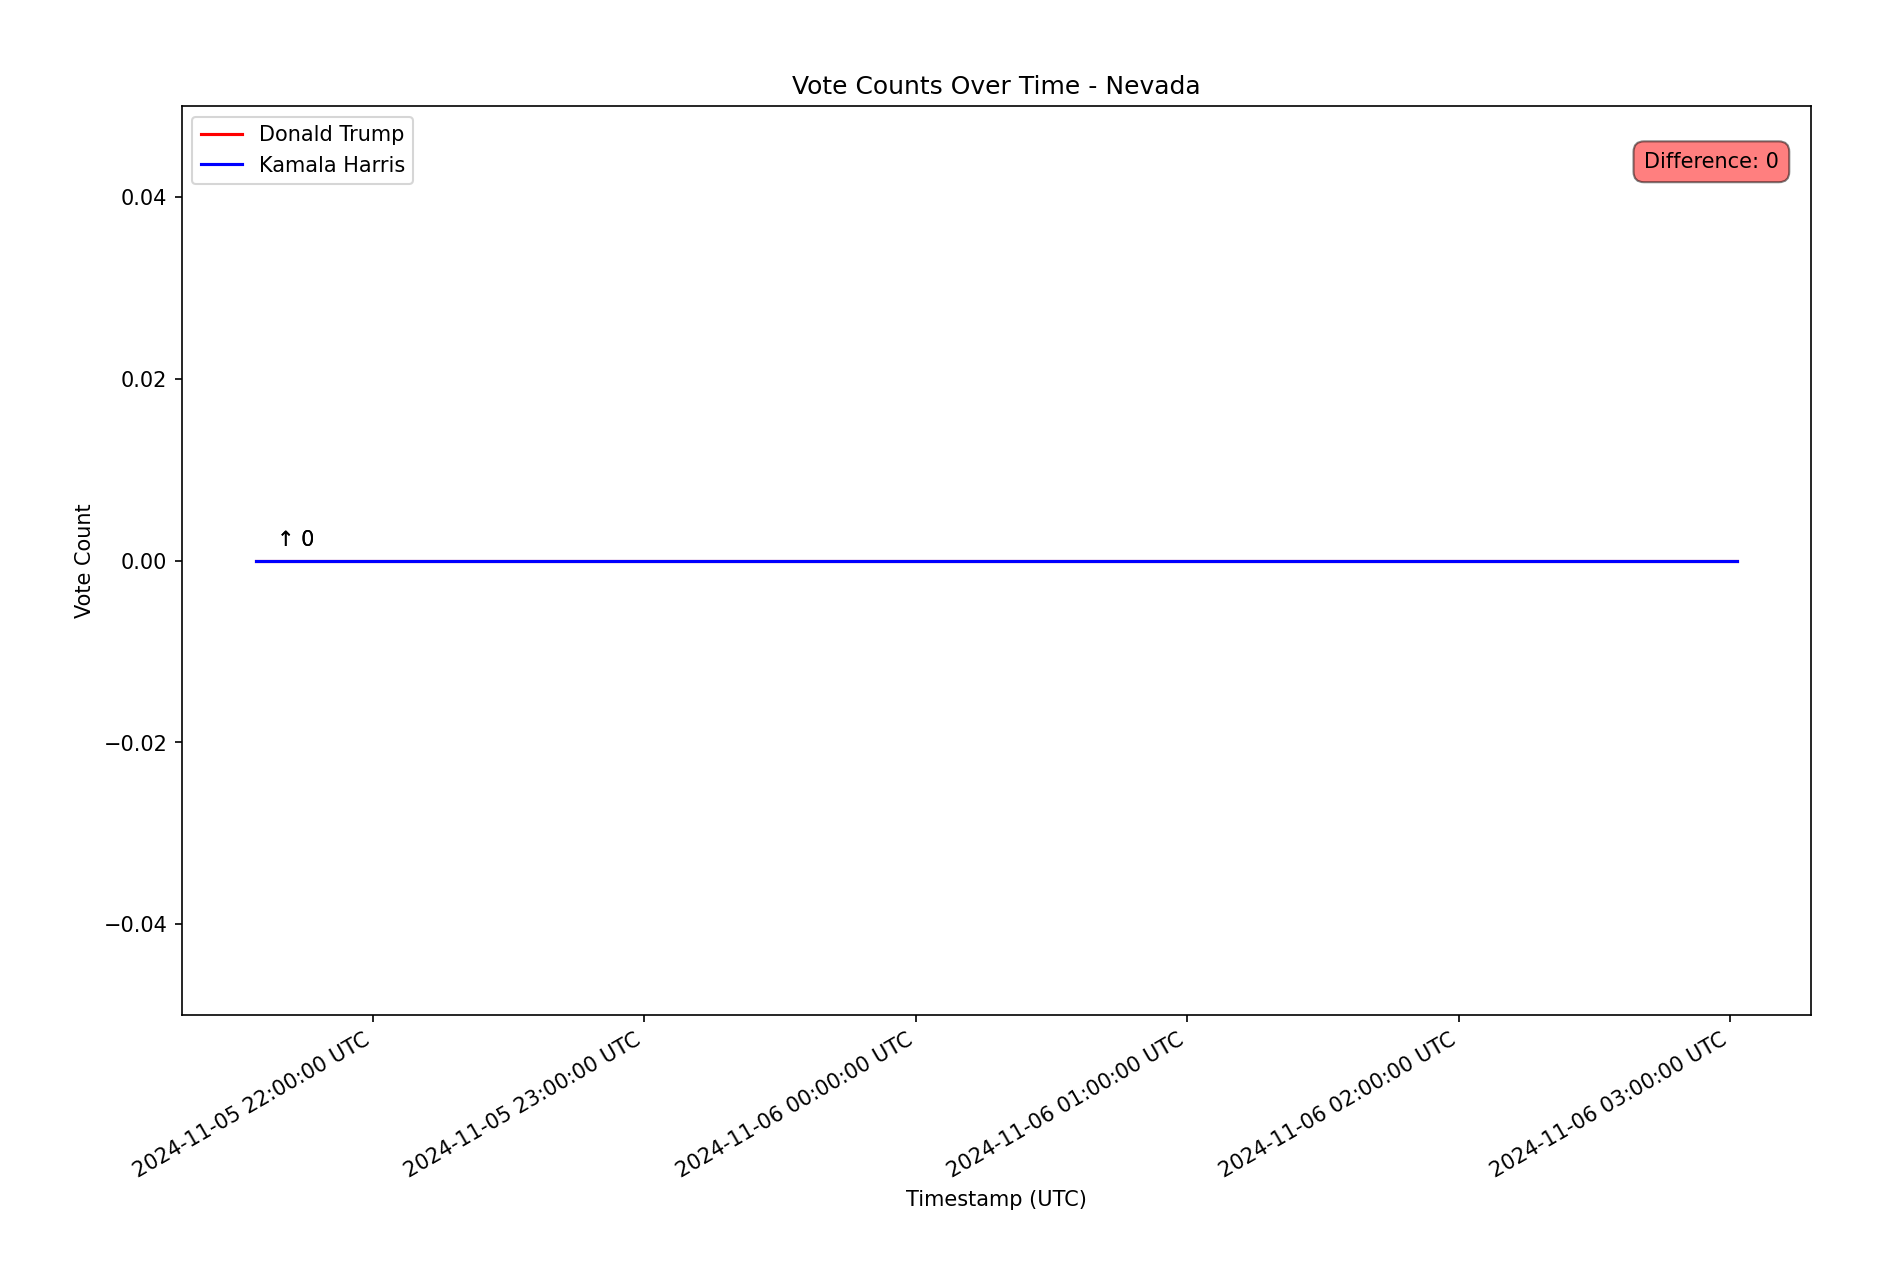 Vote Counts Over Time - Nevada
Donald Trump
Kamala Harris
Difference: 0
0.04
0.02
0.00
−0.02
−0.04
Vote Count
↑ 0
2024-11-05 22:00:00 UTC
2024-11-05 23:00:00 UTC
2024-11-06 00:00:00 UTC
2024-11-06 01:00:00 UTC
2024-11-06 02:00:00 UTC
2024-11-06 03:00:00 UTC
Timestamp (UTC)